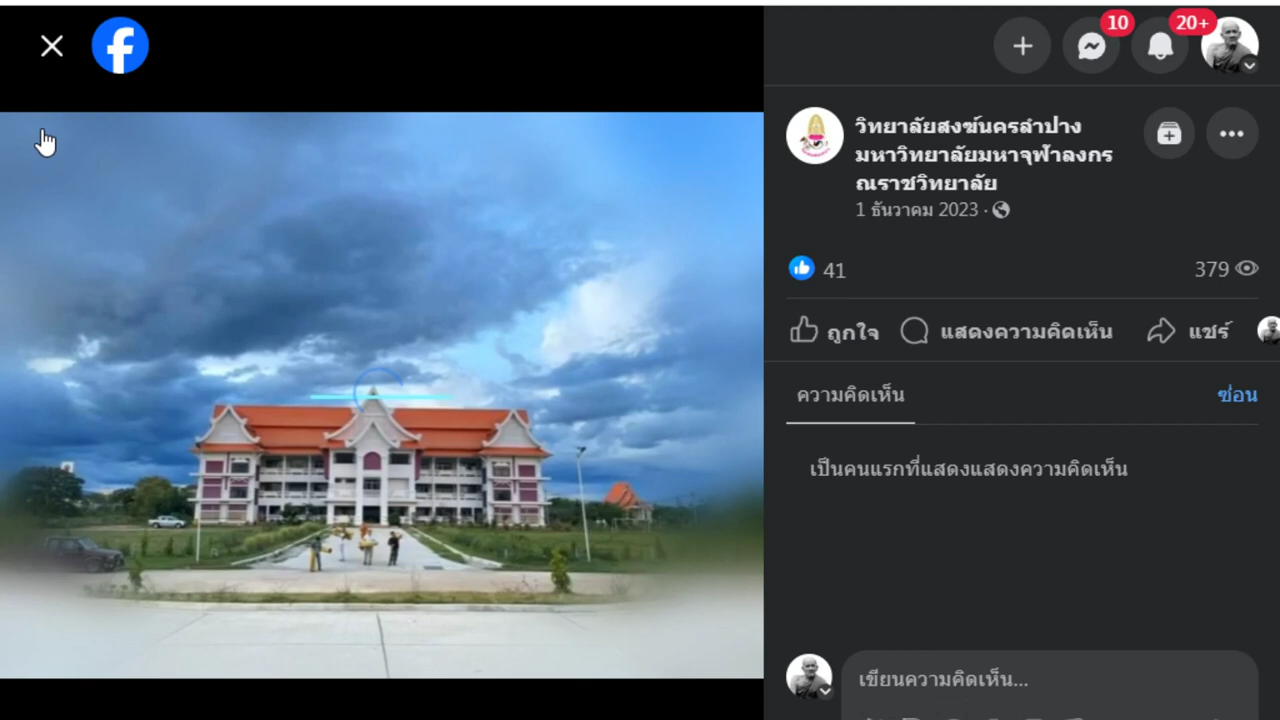 10
20+
วิทยาลัยสงฆ์นครลำปาง
มหาวิทยาลัยมหาจุฬาลงกร
ณราชวิทยาลัย
1 ธันวาคม 2023 ·
41
379
ถูกใจ
แสดงความคิดเห็น
แชร์
ความคิดเห็น
ซ่อน
เป็นคนแรกที่แสดงแสดงความคิดเห็น
เขียนความคิดเห็น...